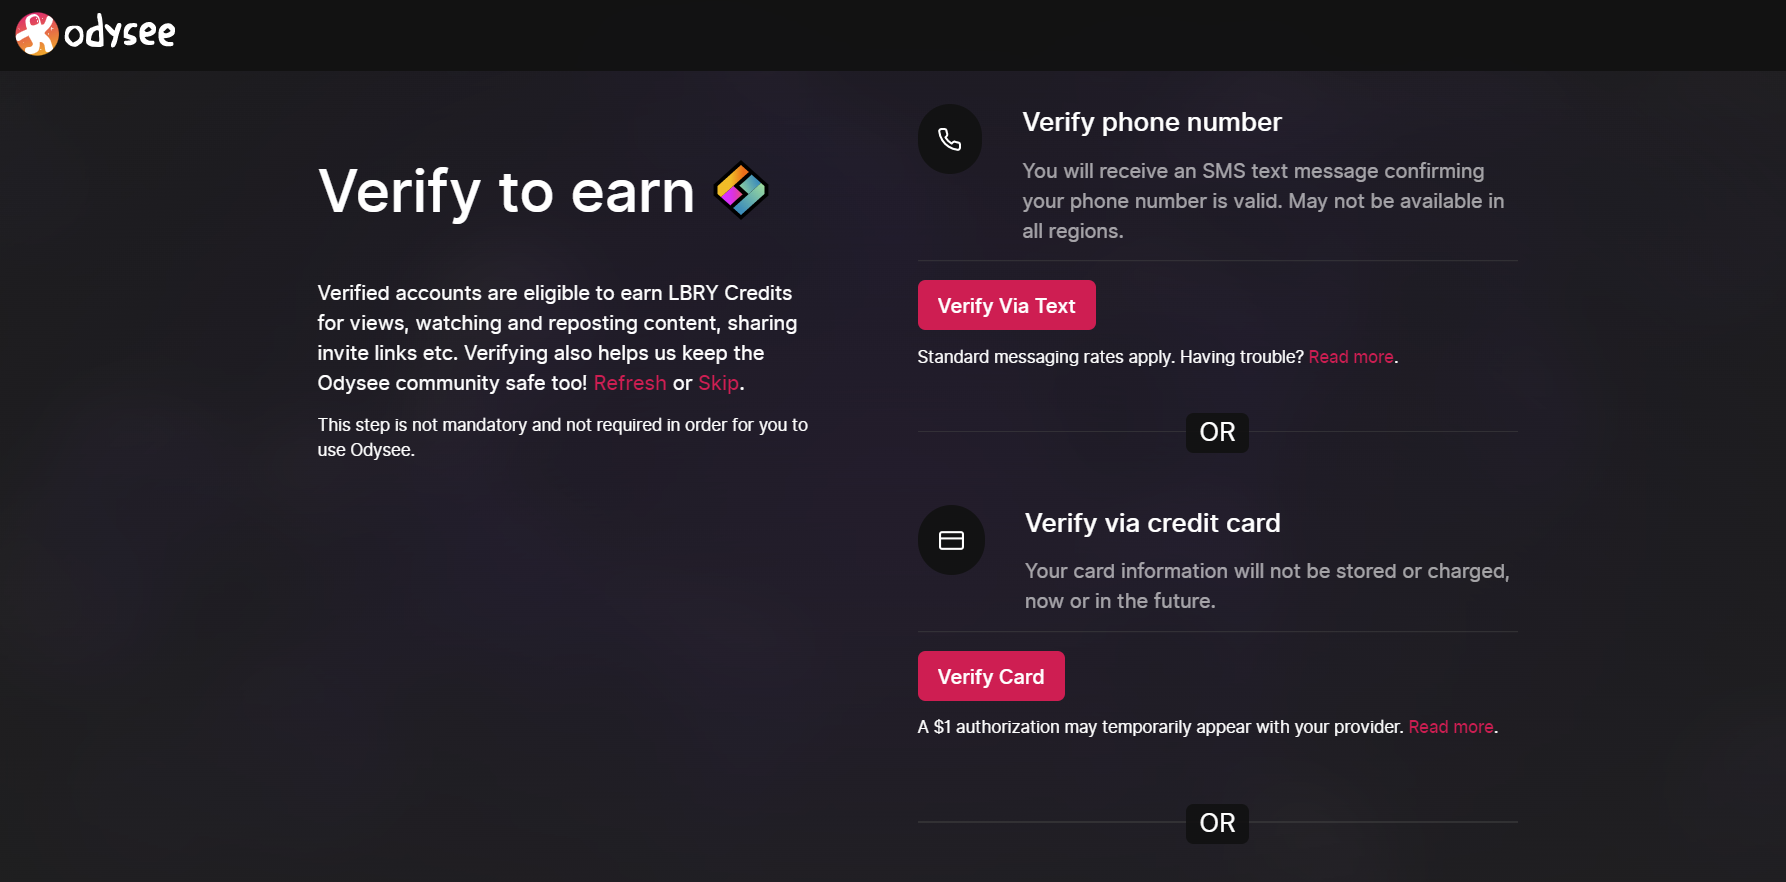 odysee
Verify to earn
Verified accounts are eligible to earn LBRY Credits
for views, watching and reposting content, sharing
invite links etc. Verifying also helps us keep the
Odysee community safe too! Refresh or Skip.
This step is not mandatory and not required in order for you to
use Odysee.
Verify phone number
You will receive an SMS text message confirming
your phone number is valid. May not be available in
all regions.
Verify Via Text
Standard messaging rates apply. Having trouble? Read more.
OR
Verify via credit card
Your card information will not be stored or charged,
now or in the future.
Verify Card
A $1 authorization may temporarily appear with your provider. Read more.
OR